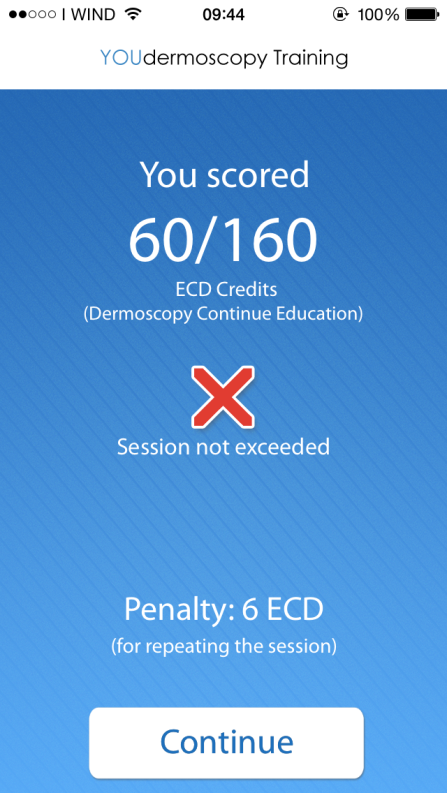 I WIND 09:44 100%
YOUdermoscopy Training
You scored
60/160
ECD Credits
(Dermoscopy Continue Education)
Session not exceeded
Penalty: 6 ECD
(for repeating the session)
Continue